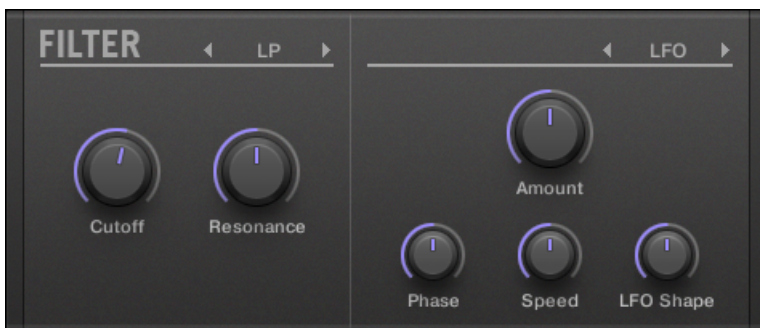 FILTER
LP
LFO
Cutoff
Resonance
Amount
Phase
Speed
LFO Shape